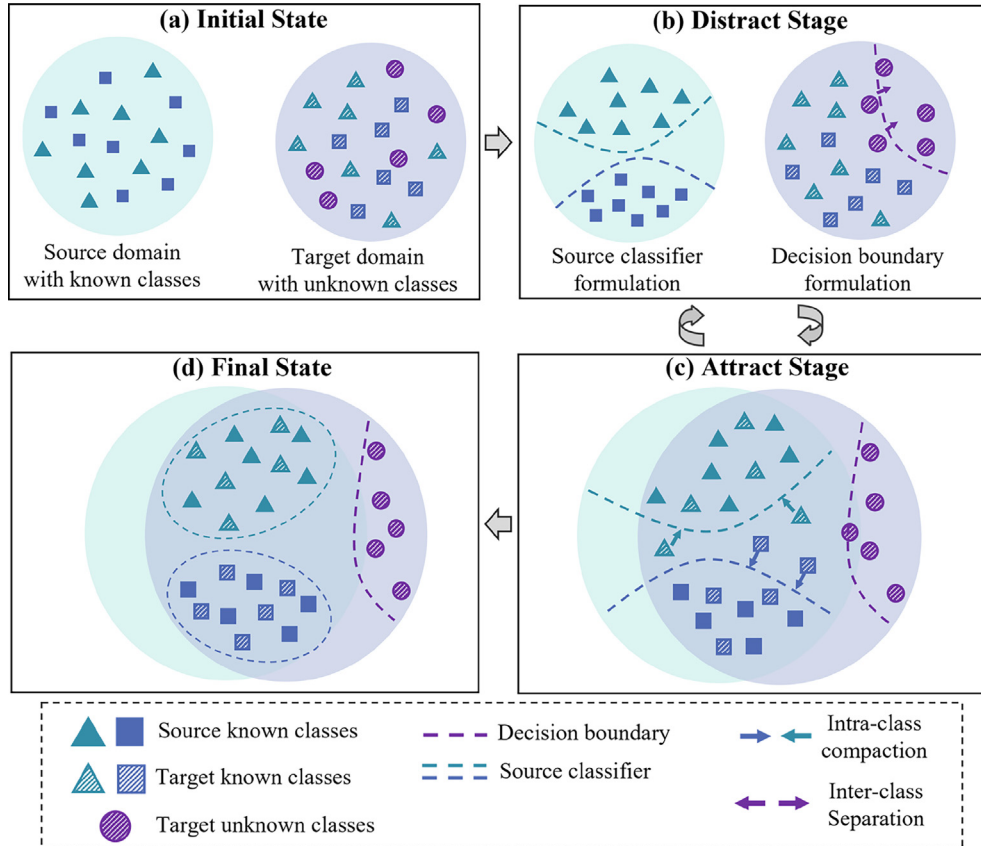 (a) Initial State
Source domain
with known classes
Target domain
with unknown classes
(b) Distract Stage
Source classifier
formulation
Decision boundary
formulation
(d) Final State
(c) Attract Stage
Source known classes
Target known classes
Target unknown classes
Decision boundary
Source classifier
Intra-class
compaction
Inter-class
Separation